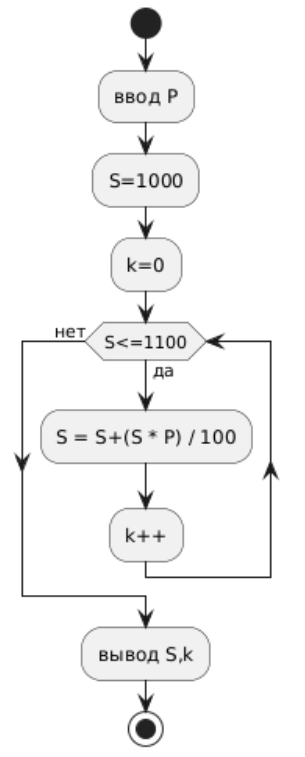 ввод P
S=1000
k=0
нет
S<=1100
да
S = S+(S * P) / 100
k++
вывод S,k